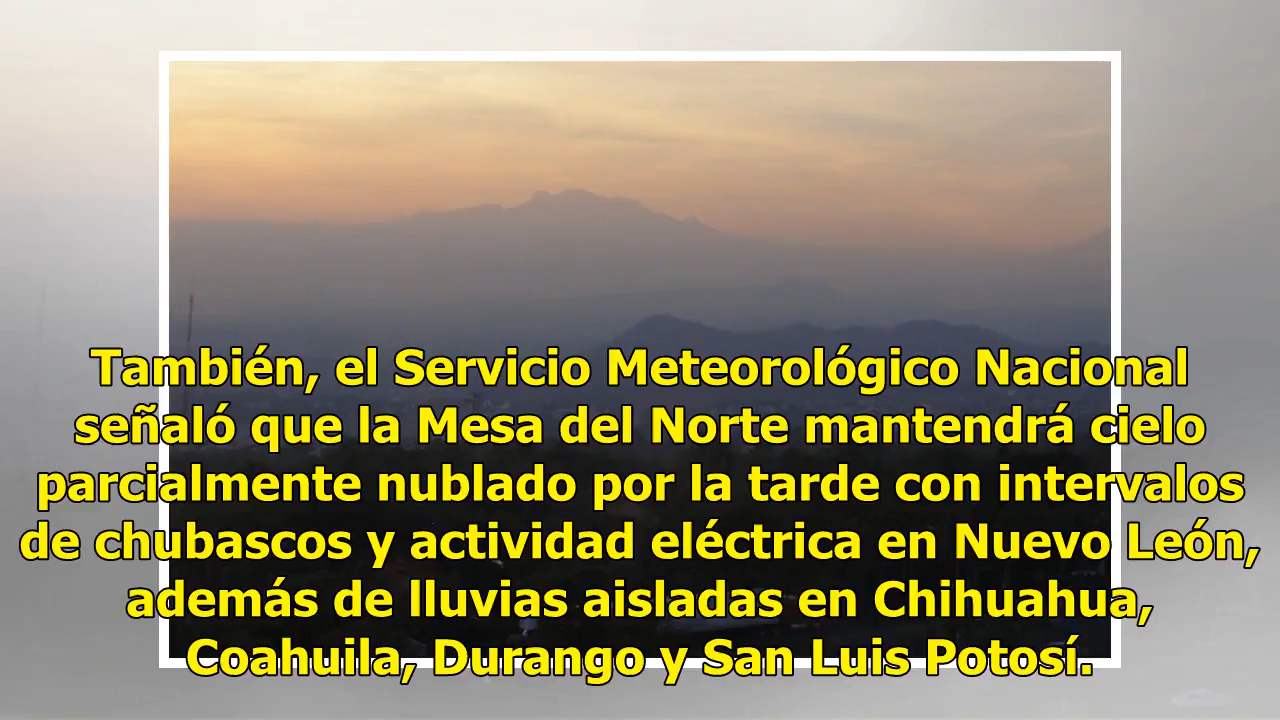 También, el Servicio Meteorológico Nacional
señaló que la Mesa del Norte mantendrá cielo
parcialmente nublado por la tarde con intervalos
de chubascos y actividad eléctrica en Nuevo León,
además de lluvias aisladas en Chihuahua,
Coahuila, Durango y San Luis Potosí.